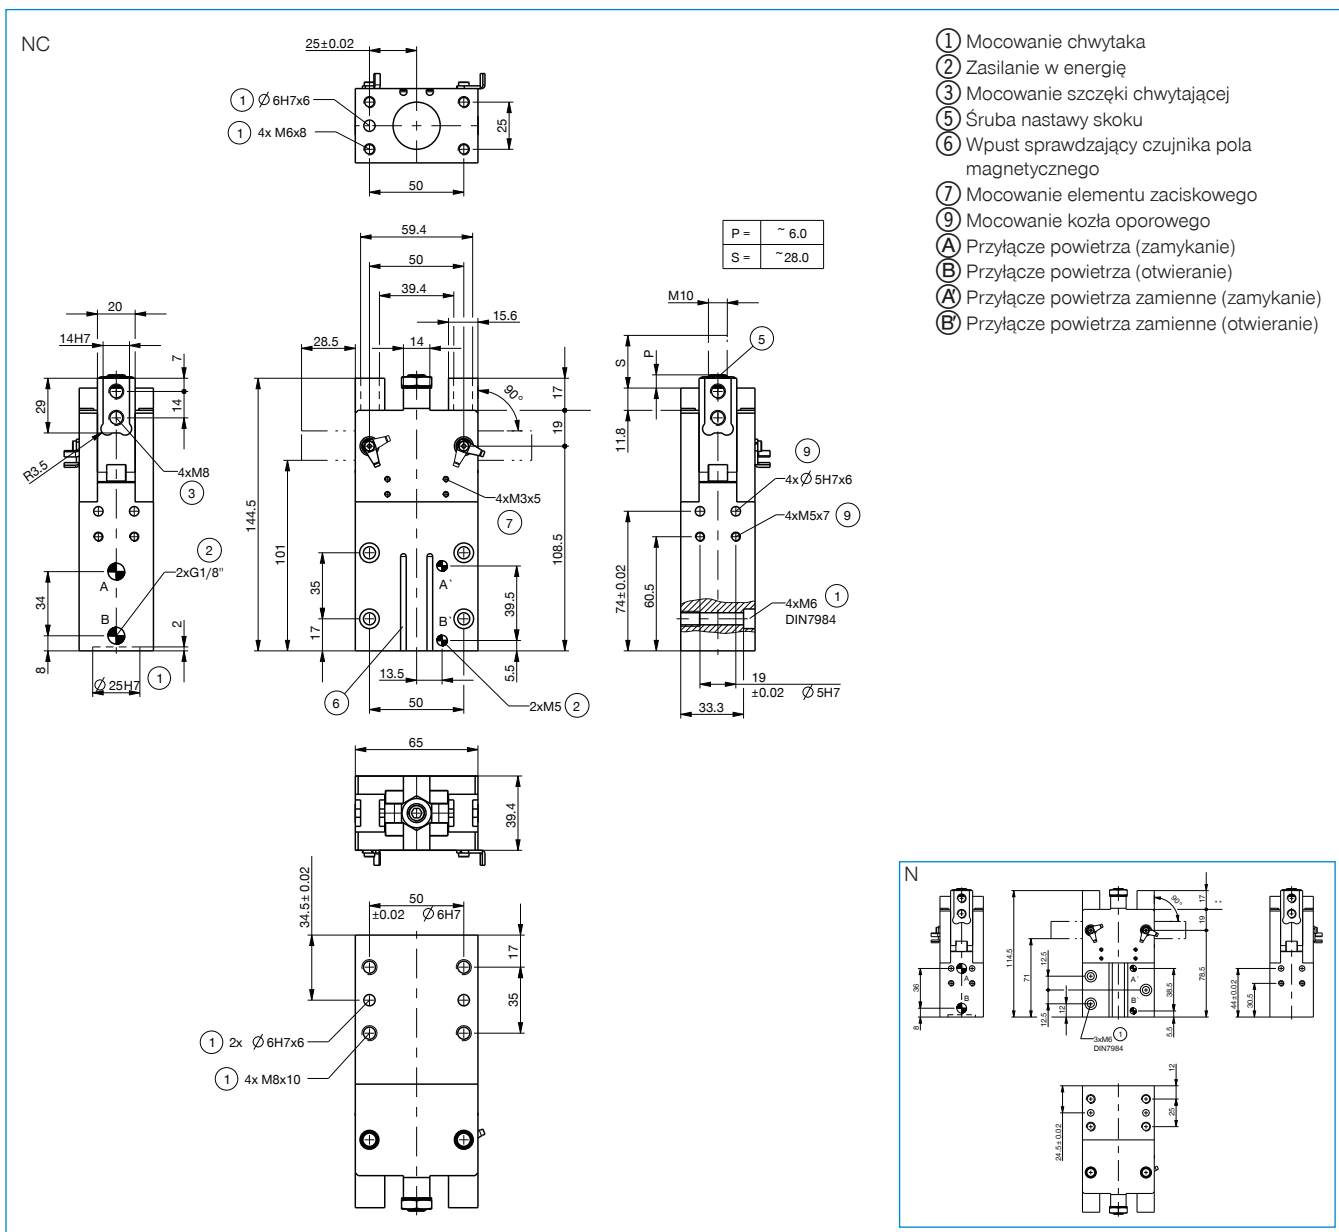 NC
25±0.02
1 Ø 6H7x6
1 4x M6x8
25
50
1 Mocowanie chwytaka
2 Zasilanie w energię
3 Mocowanie szczęki chwytającej
5 Śruba nastawy skoku
6 Wpust sprawdzający czujnika pola
magnetycznego
7 Mocowanie elementu zaciskowego
9 Mocowanie kozła oporowego
A Przyłącze powietrza (zamykanie)
B Przyłącze powietrza (otwieranie)
A' Przyłącze powietrza zamienne (zamykanie)
B' Przyłącze powietrza zamienne (otwieranie)
P = ~ 6.0
S = ~28.0
20
14H7
7
14
29
R3.5
4xM8
3
2
2xG1/8"
A
B
34
8
2
Ø 25H7 1
59.4
50
39.4
15.6
28.5
14
17
19
90°
144.5
101
4xM3x5
7
108.5
35
17
A`
B`
39.5
5.5
13.5
50
6
2xM5 2
M10
S
P
5
11.8
9
4x Ø 5H7x6
4xM5x7 9
74±0.02
60.5
4xM6 1
DIN7984
19
±0.02 Ø 5H7
33.3
65
39.4
34.5±0.02
50
±0.02 Ø 6H7
17
35
1 2x Ø 6H7x6
1 4x M8x10
N
36
8
A
B
114.5
71
12.5
12.5
12
90°
17
19
78.5
A`
B`
38.5
5.5
3xM6 1
DIN7984
44±0.02
30.5
24.5±0.02
12
25